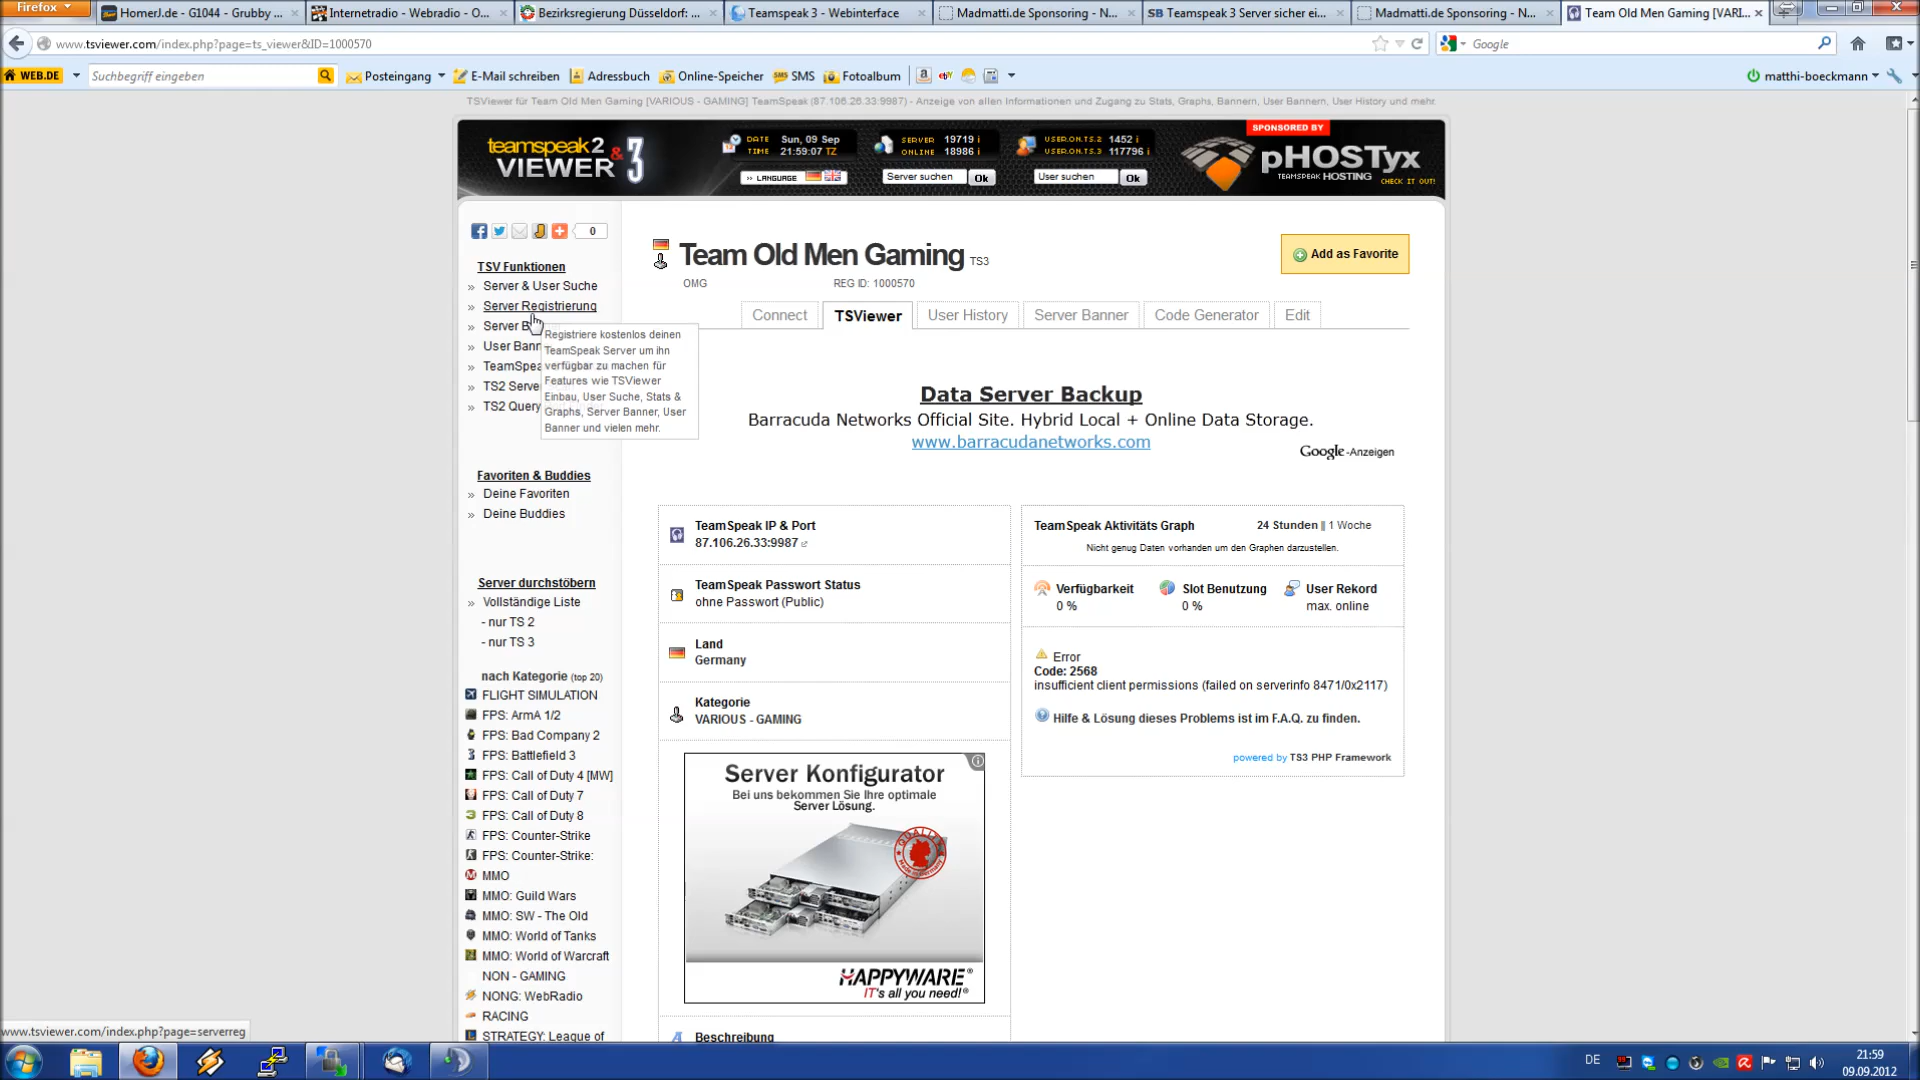 Firefox
HomerJ.de - G1044 - Grubby ...
Internetradio - Webradio - O...
Bezirksregierung Düsseldorf: ...
Teamspeak 3 - Webinterface
Madmatti.de Sponsoring - N...
SB Teamspeak 3 Server sicher ei...
Madmatti.de Sponsoring - N...
Team Old Men Gaming [VARI...
www.tsviewer.com/index.php?page=ts_viewer&ID=1000570
Google
WEB.DE
Suchbegriff eingeben
Posteingang
E-Mail schreiben
Adressbuch
Online-Speicher
SMS SMS
Fotoalbum
matthi-boeckmann
TSViewer für Team Old Men Gaming [VARIOUS - GAMING] TeamSpeak (87.106.26.33:9987) - Anzeige von allen Informationen und Zugang zu Stats, Graphs, Bannern, User Bannern, User History und mehr.
teamspeak2
VIEWER & 3
DATE Sun, 09 Sep
TIME 21:59:07 TZ
>> LANGUAGE
SERVER 19719 i
ONLINE 18986 i
Server suchen Ok
USER.ON.TS.2 1452 i
USER.ON.TS.3 117796 i
User suchen Ok
SPONSORED BY
pHOSTyx
TEAMSPEAK HOSTING
CHECK IT OUT!
0
TSV Funktionen
» Server & User Suche
» Server Registrierung
» Server B
» User Bann
» TeamSpea
» TS2 Serve
» TS2 Query
Registriere kostenlos deinen
TeamSpeak Server um ihn
verfügbar zu machen für
Features wie TSViewer
Einbau, User Suche, Stats &
Graphs, Server Banner, User
Banner und vielen mehr.
Favoriten & Buddies
» Deine Favoriten
» Deine Buddies
Server durchstöbern
» Vollständige Liste
- nur TS 2
- nur TS 3
nach Kategorie (top 20)
FLIGHT SIMULATION
FPS: ArmA 1/2
FPS: Bad Company 2
FPS: Battlefield 3
FPS: Call of Duty 4 [MW]
FPS: Call of Duty 7
FPS: Call of Duty 8
FPS: Counter-Strike
FPS: Counter-Strike:
MMO
MMO: Guild Wars
MMO: SW - The Old
MMO: World of Tanks
MMO: World of Warcraft
NON - GAMING
NONG: WebRadio
RACING
STRATEGY: League of
Team Old Men Gaming TS3
OMG
REG ID: 1000570
Add as Favorite
Connect
TSViewer
User History
Server Banner
Code Generator
Edit
Data Server Backup
Barracuda Networks Official Site. Hybrid Local + Online Data Storage.
www.barracudanetworks.com
Google-Anzeigen
TeamSpeak IP & Port
87.106.26.33:9987
TeamSpeak Passwort Status
ohne Passwort (Public)
Land
Germany
Kategorie
VARIOUS - GAMING
Server Konfigurator
Bei uns bekommen Sie Ihre optimale
Server Lösung.
QUALITY
HAPPYWARE®
IT's all you need!®
Beschreibung
TeamSpeak Aktivitäts Graph
24 Stunden || 1 Woche
Nicht genug Daten vorhanden um den Graphen darzustellen.
Verfügbarkeit
0 %
Slot Benutzung
0 %
User Rekord
max. online
Error
Code: 2568
insufficient client permissions (failed on serverinfo 8471/0x2117)
Hilfe & Lösung dieses Problems ist im F.A.Q. zu finden.
powered by TS3 PHP Framework
www.tsviewer.com/index.php?page=serverreg
DE
21:59
09.09.2012